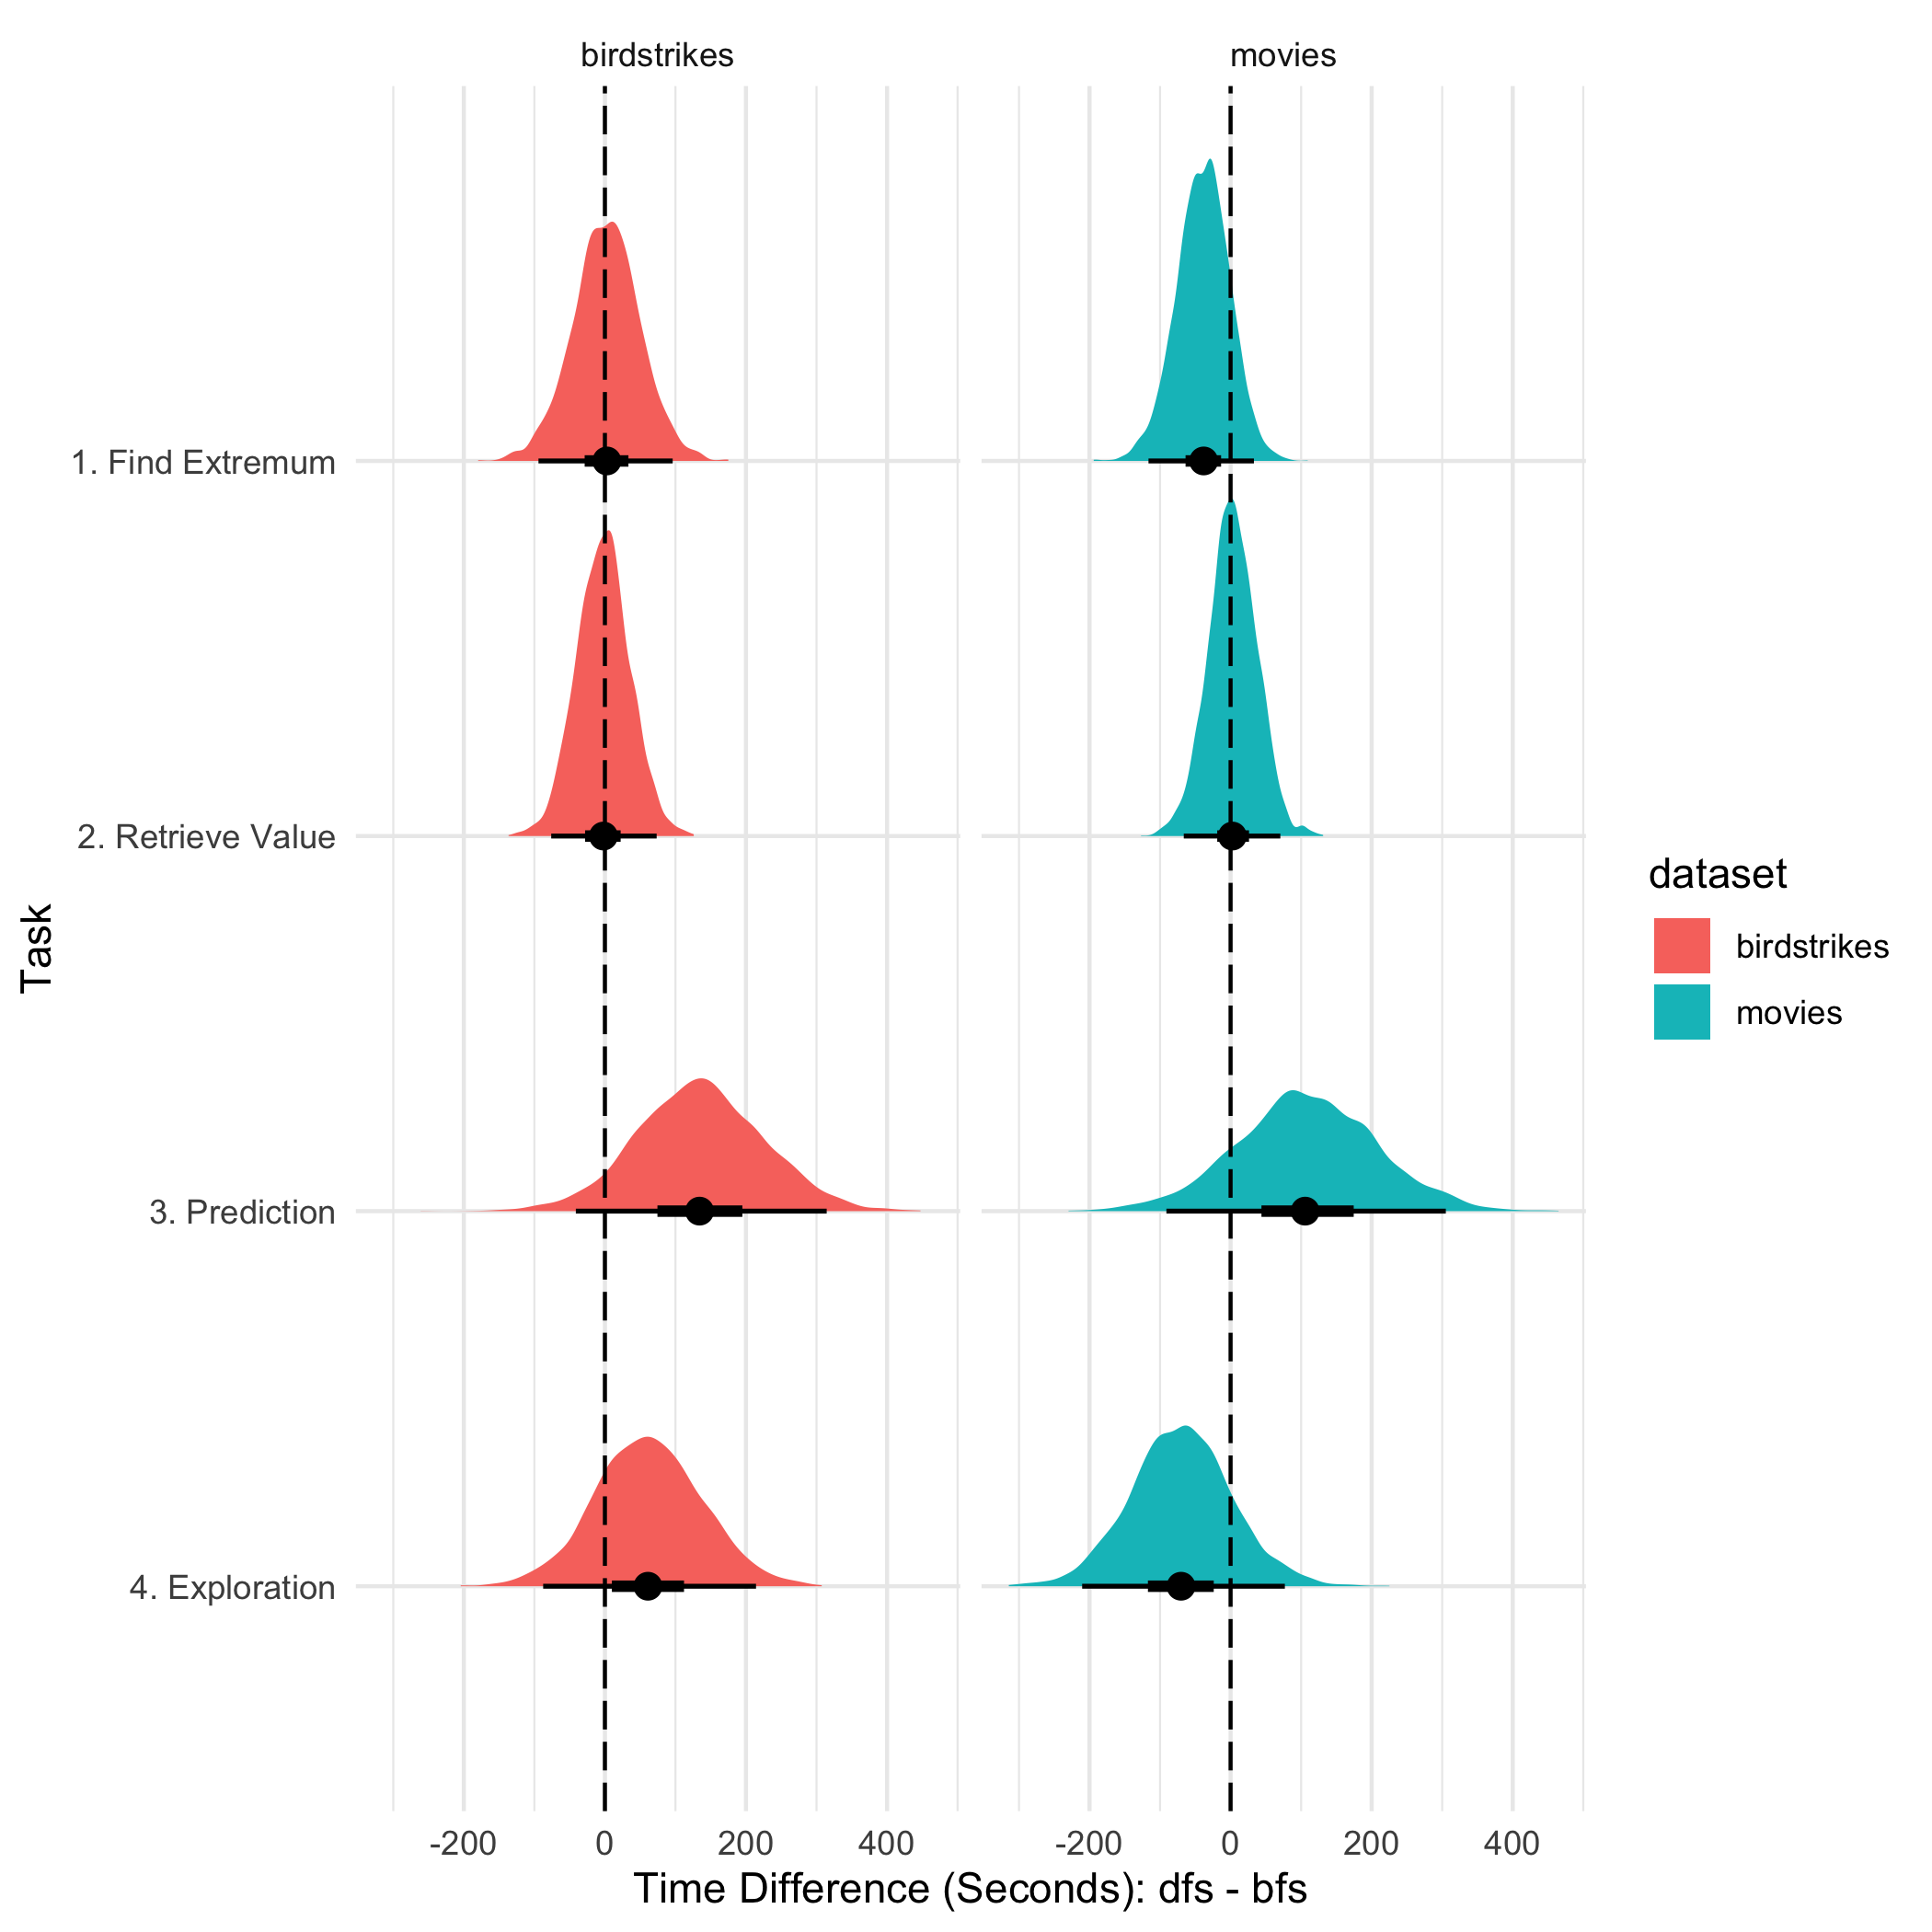 birdstrikes
movies
1. Find Extremum
2. Retrieve Value
3. Prediction
4. Exploration
Task
-200 0 200 400
-200 0 200 400
Time Difference (Seconds): dfs - bfs
dataset
birdstrikes
movies